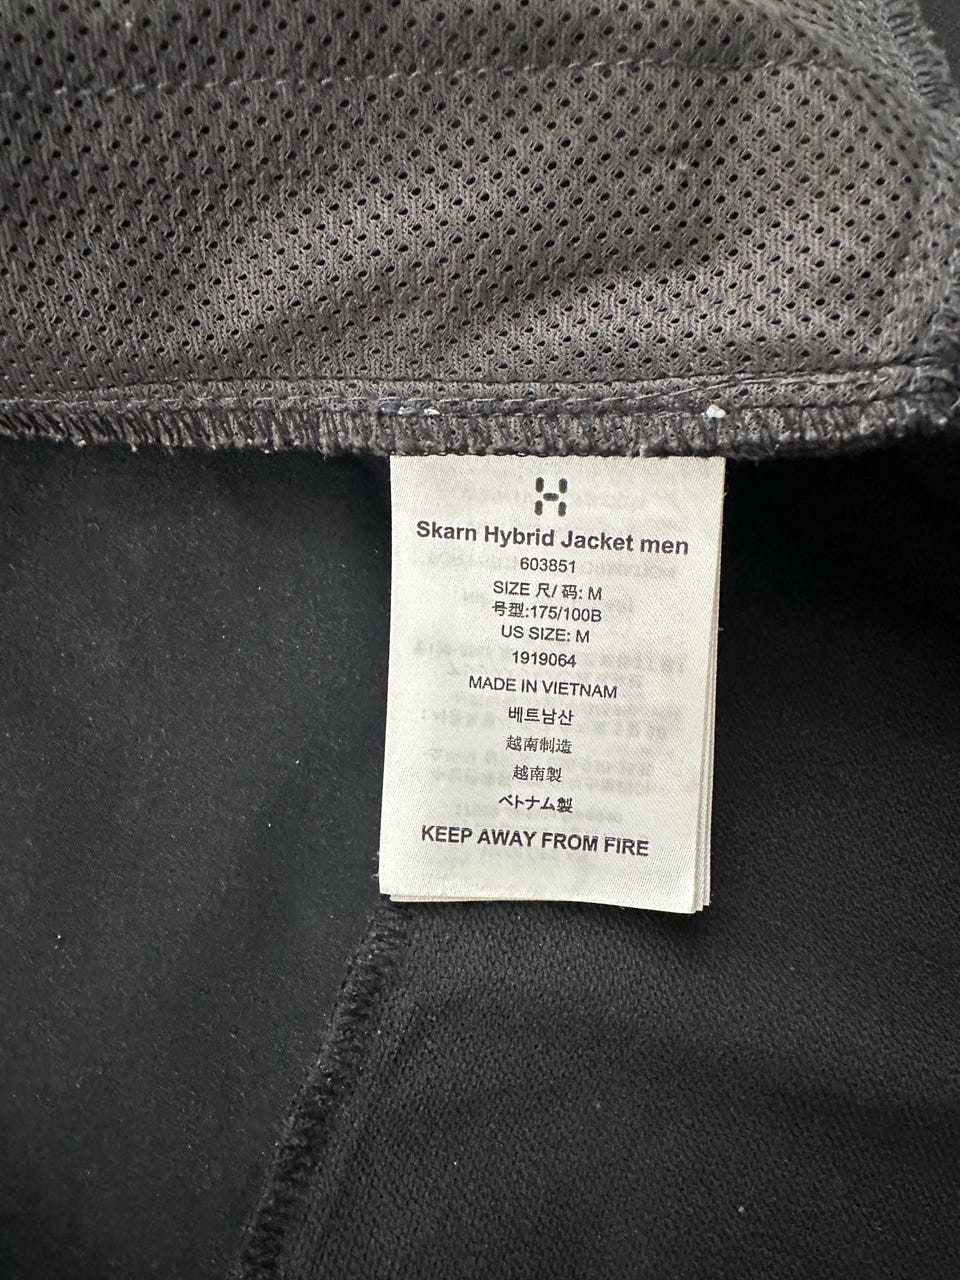 Skarn Hybrid Jacket men
603851
SIZE 尺/ 码: M
号型:175/100B
US SIZE: M
1919064
MADE IN VIETNAM
베트남산
越南制造
越南製
ベトナム製
KEEP AWAY FROM FIRE